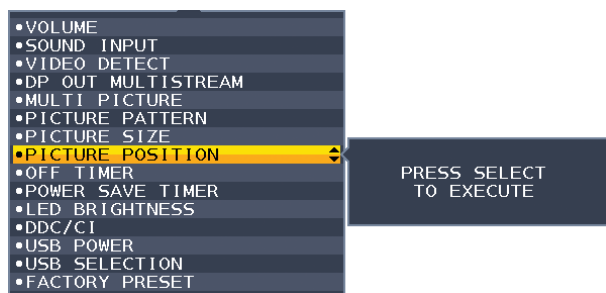 •VOLUME
•SOUND INPUT
•VIDEO DETECT
•DP OUT MULTISTREAM
•MULTI PICTURE
•PICTURE PATTERN
•PICTURE SIZE
•PICTURE POSITION
•OFF TIMER
•POWER SAVE TIMER
•LED BRIGHTNESS
•DDC/CI
•USB POWER
•USB SELECTION
•FACTORY PRESET
PRESS SELECT
TO EXECUTE